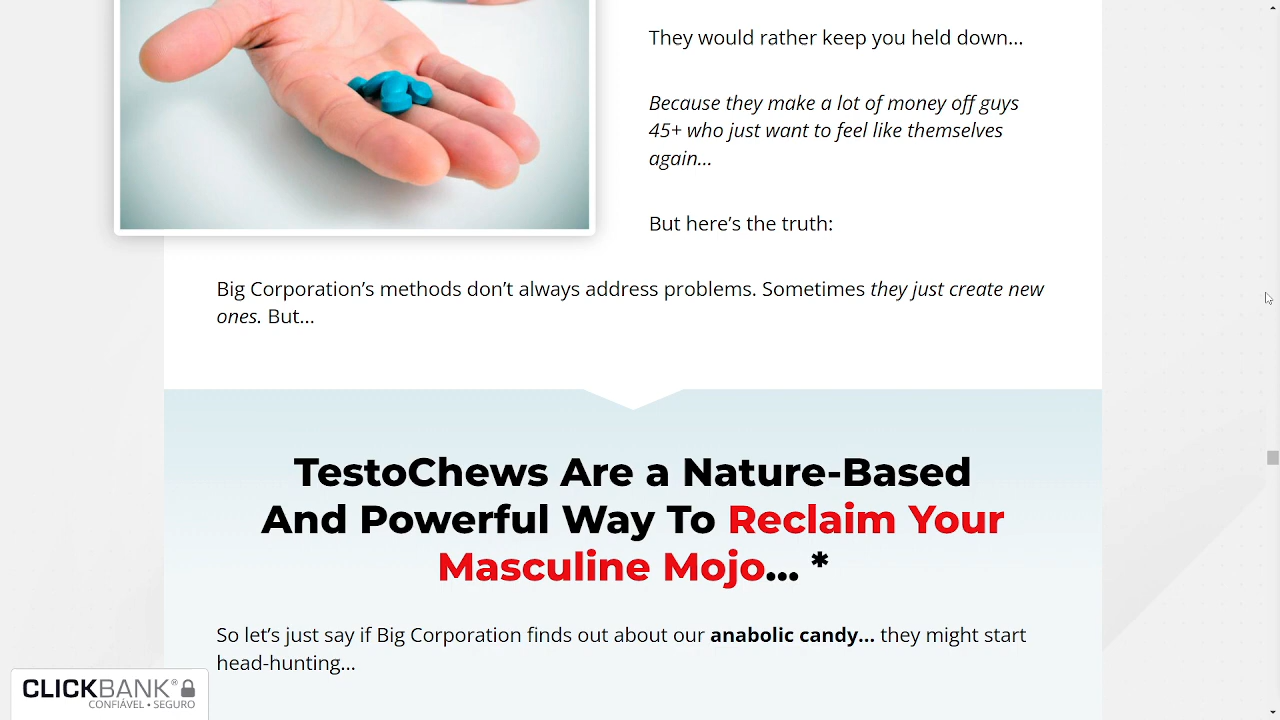 They would rather keep you held down...
Because they make a lot of money off guys
45+ who just want to feel like themselves
again...
But here’s the truth:
Big Corporation’s methods don’t always address problems. Sometimes they just create new
ones. But...
TestoChews Are a Nature-Based
And Powerful Way To Reclaim Your
Masculine Mojo... *
So let’s just say if Big Corporation finds out about our anabolic candy... they might start
head-hunting...
CLICKBANK®
CONFIÁVEL • SEGURO